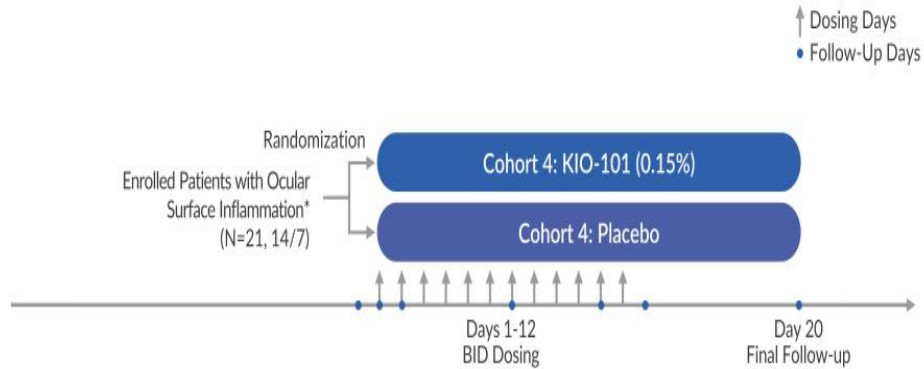 Dosing Days
Follow-Up Days
Randomization
Cohort 4: KIO-101 (0.15%)
Enrolled Patients with Ocular
Surface Inflammation*
(N=21, 14/7)
Cohort 4: Placebo
Days 1-12
BID Dosing
Day 20
Final Follow-up